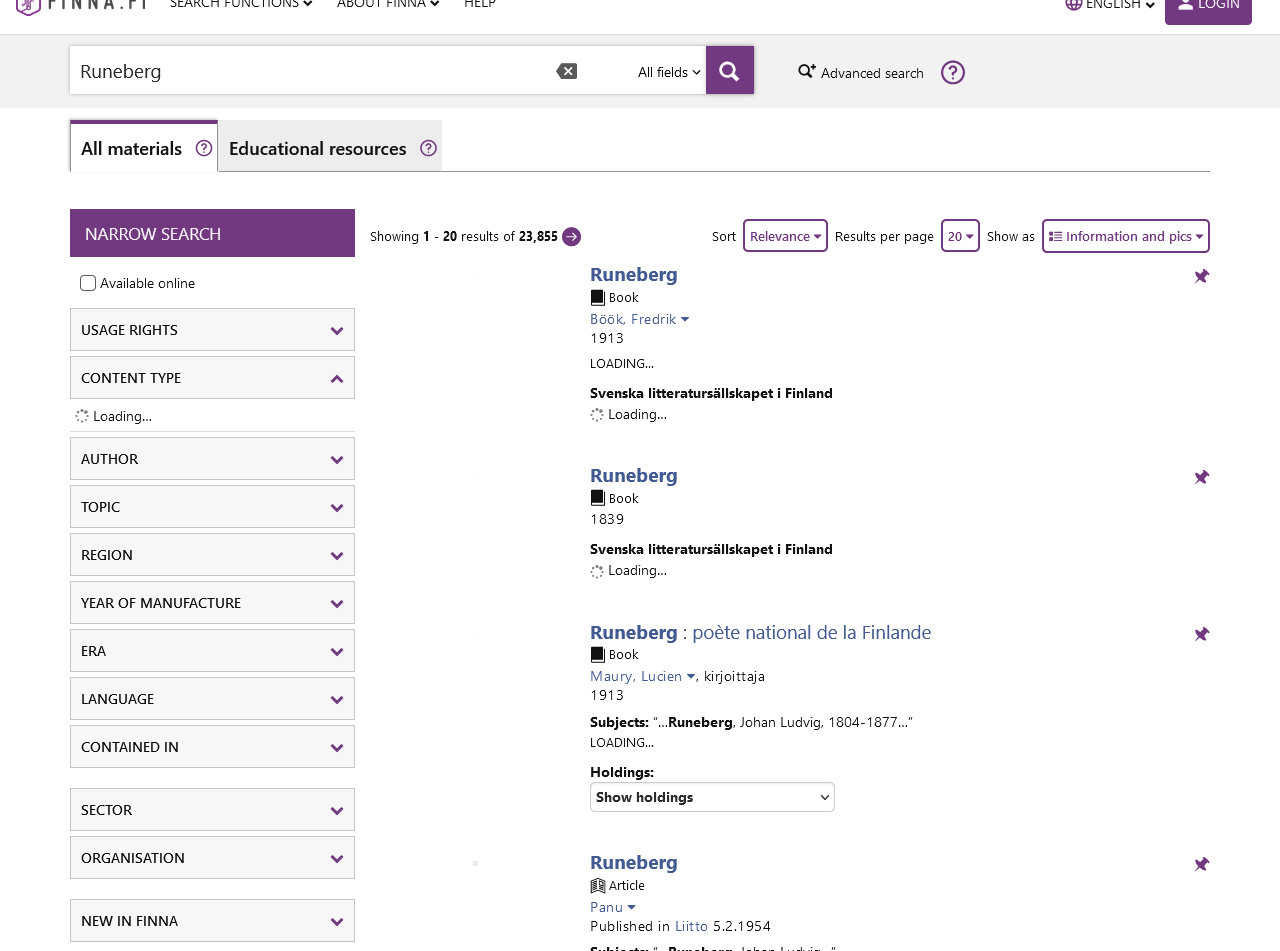 FINNA.FI SEARCH FUNCTIONS ABOUT FINNA HELP ENGLISH LOGIN
Runeberg All fields Advanced search
All materials Educational resources
NARROW SEARCH
Showing 1 - 20 results of 23,855 Sort Relevance Results per page 20 Show as Information and pics
Available online
USAGE RIGHTS
CONTENT TYPE
Loading...
AUTHOR
TOPIC
REGION
YEAR OF MANUFACTURE
ERA
LANGUAGE
CONTAINED IN
SECTOR
ORGANISATION
NEW IN FINNA
Runeberg
Book
Böök, Fredrik
1913
LOADING...
Svenska litteratursällskapet i Finland
Loading...
Runeberg
Book
1839
Svenska litteratursällskapet i Finland
Loading...
Runeberg : poète national de la Finlande
Book
Maury, Lucien , kirjoittaja
1913
Subjects: “...Runeberg, Johan Ludvig, 1804-1877...”
LOADING...
Holdings:
Show holdings
Runeberg
Article
Panu
Published in Liitto 5.2.1954
Subjects: “...Runeberg, Johan Ludvig...”